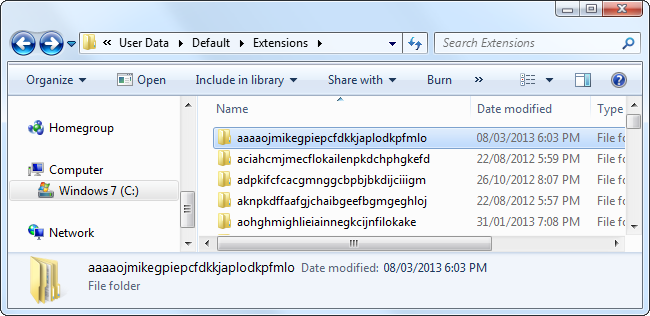 « User Data ▸ Default ▸ Extensions ▸ Search Extensions
Organize Open Include in library Share with Burn »
Name Date modified Type
Homegroup
Computer
Windows 7 (C:)
Network
aaaaojmikegpiepcfdkkjaplodkpfmlo 08/03/2013 6:03 PM File fo
aciahcmjmecflokailenpkdchphgkefd 22/08/2012 5:59 PM File fo
adpkifcfcacgmnggcbpbjbkdijciiigm 26/10/2012 8:07 PM File fo
aknpkdffaafgjchaibgeefbgmgeghloj 22/08/2012 5:57 PM File fo
aohghmighlieiainnegkcijnfilokake 31/01/2013 7:08 PM File fo
aaaaojmikegpiepcfdkkjaplodkpfmlo Date modified: 08/03/2013 6:03 PM
File folder